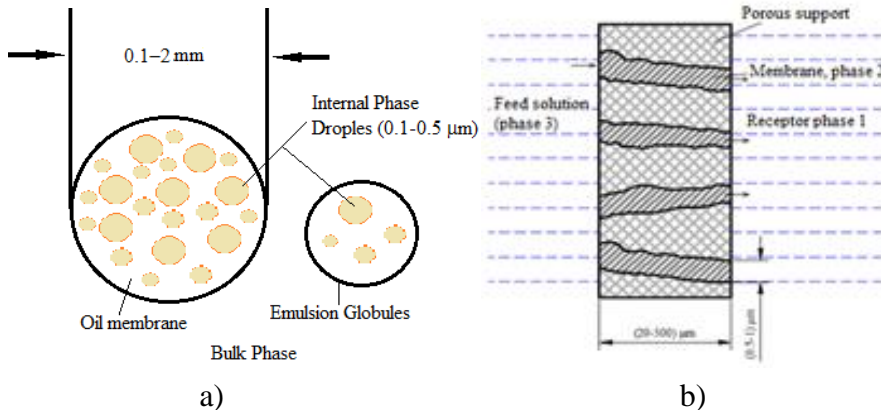 0.1–2 mm
Internal Phase
Droples (0.1-0.5 μm)
Oil membrane
Emulsion Globules
Bulk Phase
a)
Porous support
Membrane, phase 2
Feed solution
(phase 3)
Receptor phase 1
(20-500) μm
(0.5-1) μm
b)